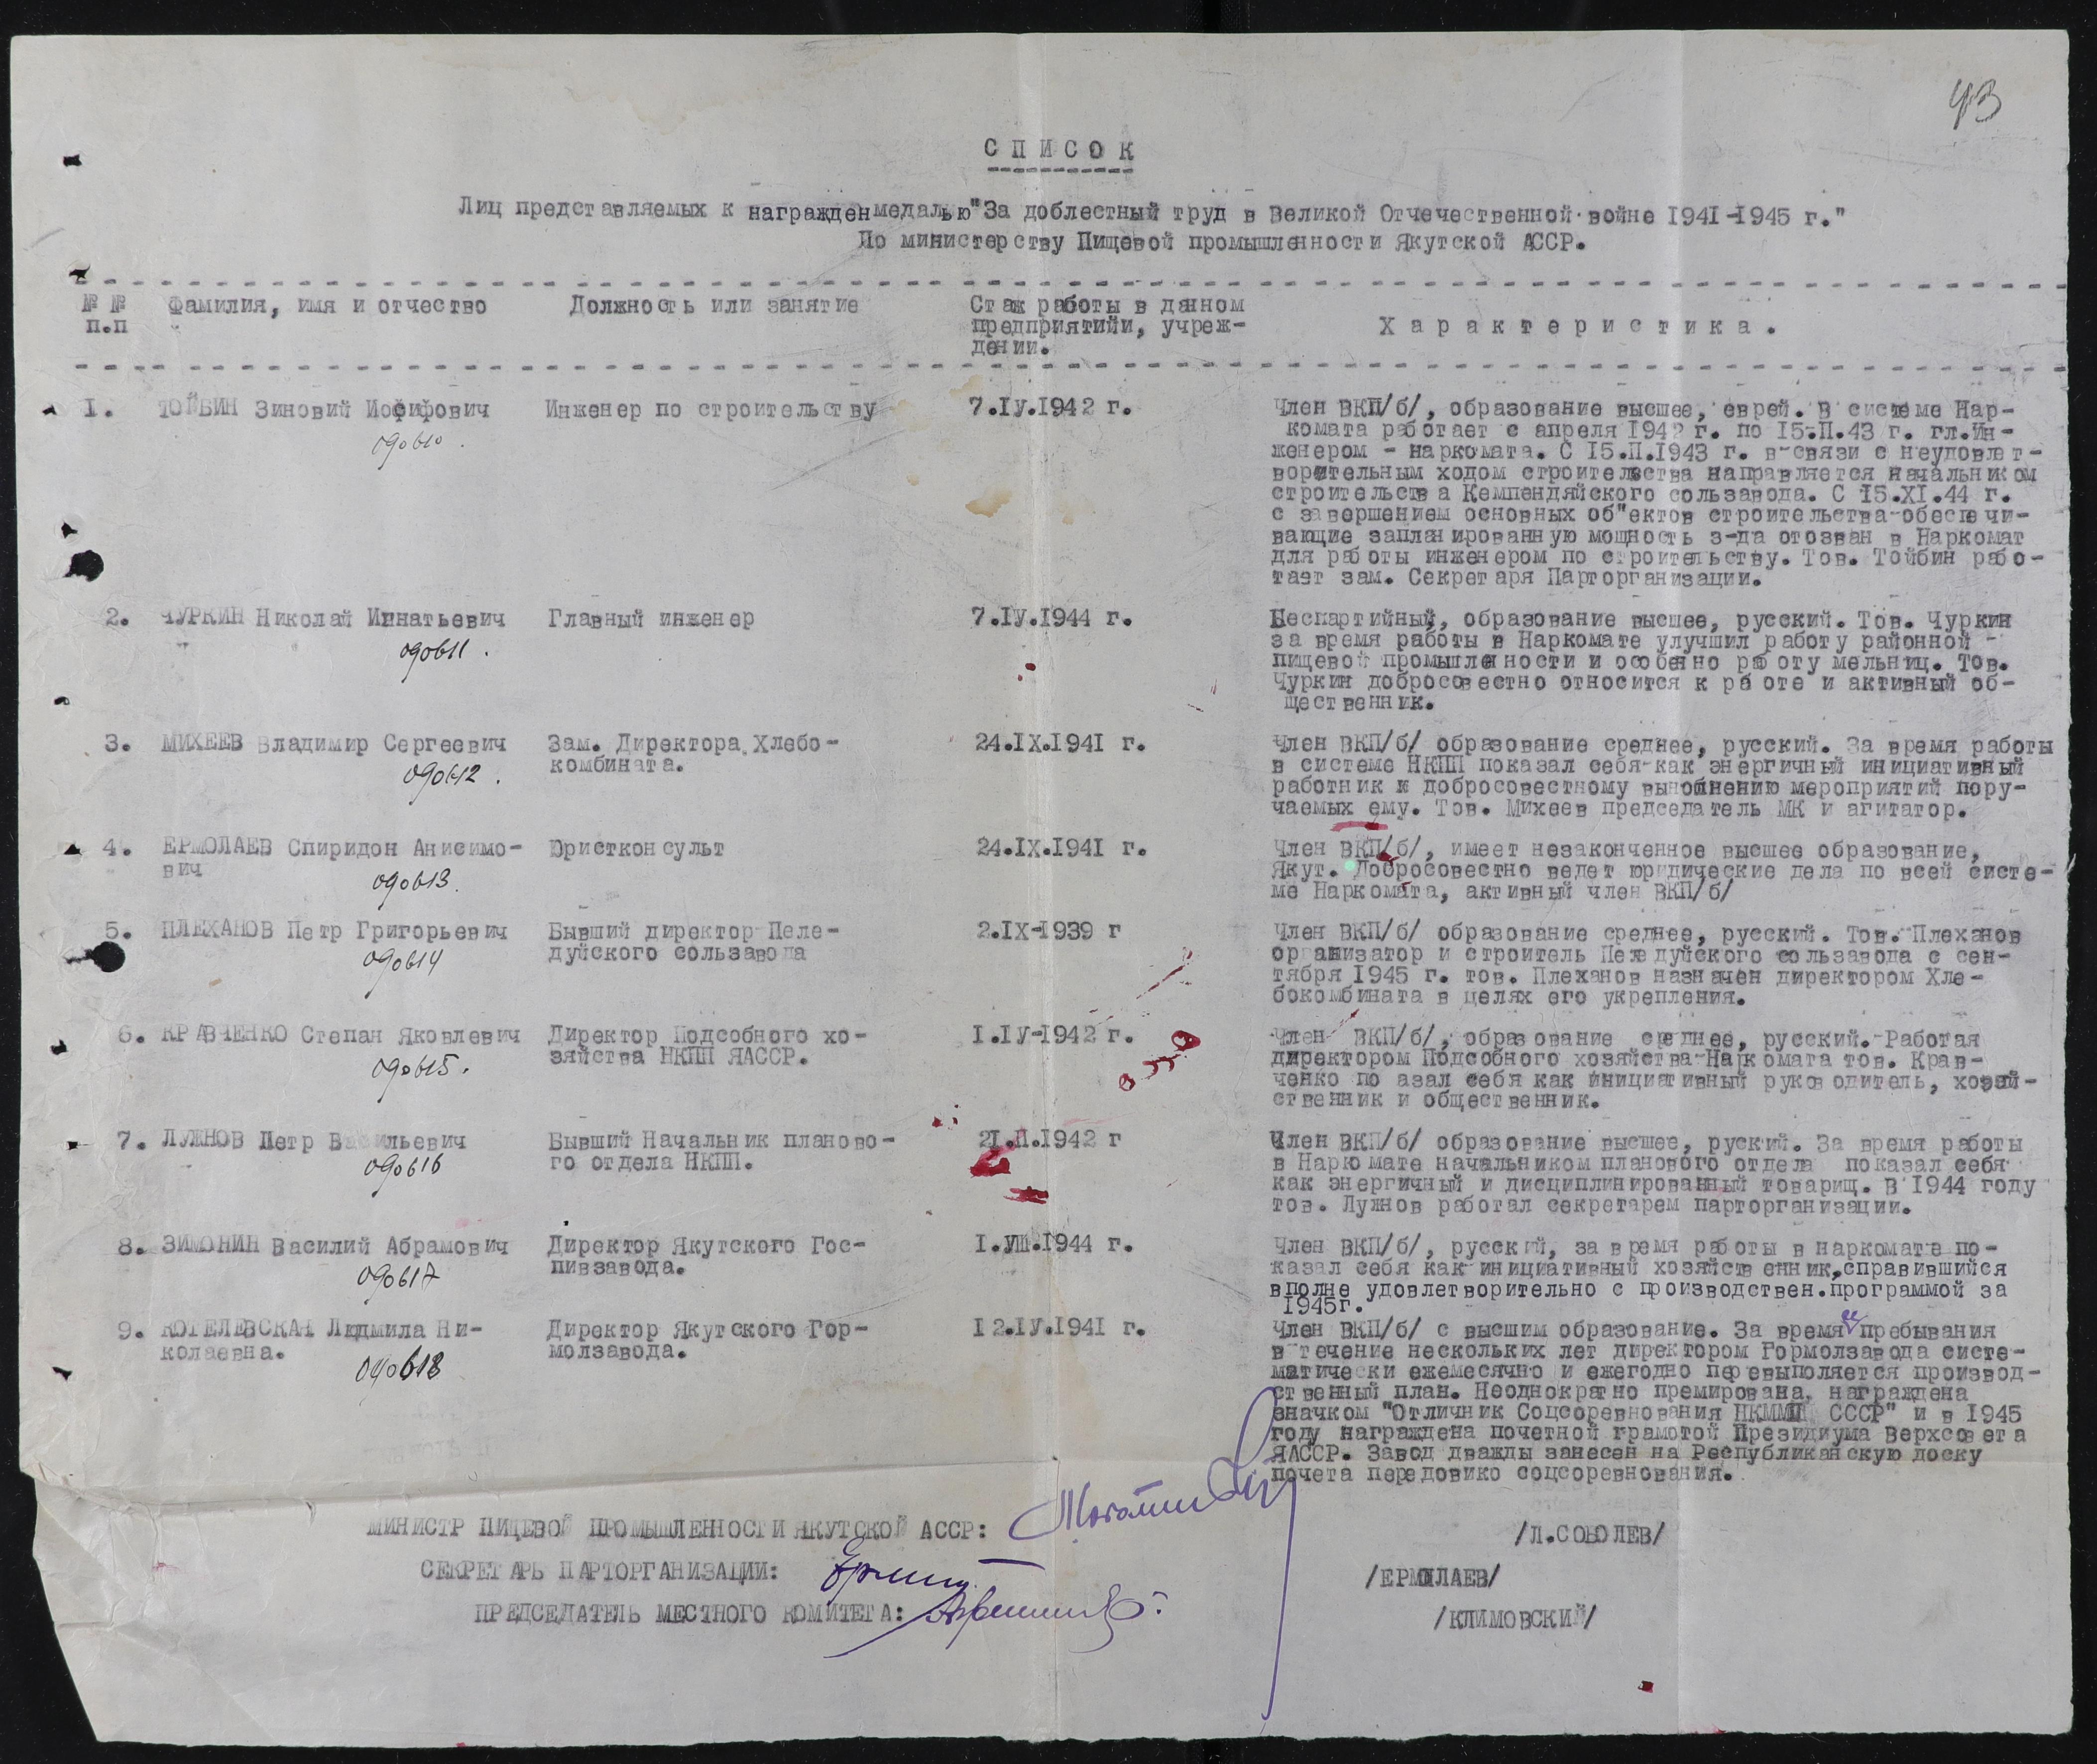 43
С П И С О К
Лиц представляемых к награжден медалью "За доблестный труд в Великой Отчечественной войне 1941-1945 г."
По министерству Пищевой промышленности Якутской АССР.
№ № Фамилия, имя и отчество Должность или занятие Стаж работы в данном
п.п предприятийи, учреж- Х а р а к т е р и с т и к а .
дении.
I. ТОЙБИН Зиновий Иосифович Инженер по строительству 7.IУ.1942 г. Член ВКП/б/, образование высшее, еврей. В системе Нар-
090610 комата работает с апреля 1942 г. по 15.П.43 г. гл.Ин-
женером - наркомата. С 15.П.1943 г. в связи с неудовлет-
ворительным ходом строительства направляется начальником
строительства Кемпендяйского сользавода. С 15.XI.44 г.
с завершением основных об"ектов строительства обеспечи-
вающие запланированную мощность з-да отозван в Наркомат
для работы инженером по строительству. Тов. Тойбин рабо-
тает зам. Секретаря Парторганизации.
2. ЧУРКИН Николай Игнатьевич Главный инженер 7.IУ.1944 г. Беспартийный, образование высшее, русский. Тов. Чуркин
090611 за время работы в Наркомате улучшил работу районной
пищевой промышленности и особенно работу мельниц. Тов.
Чуркин добросовестно относится к работе и активный об-
щественник.
3. МИХЕЕВ Владимир Сергеевич Зам. Директора Хлебо- 24.IX.1941 г. Член ВКП/б/ образование среднее, русский. За время работы
комбината. в системе НКПП показал себя как энергичный инициативный
090612 работник к добросовестному выполнению мероприятий пору-
чаемых ему. Тов. Михеев председатель МК и агитатор.
4. ЕРМОЛАЕВ Спиридон Анисимо- Юристконсульт 24.IX.1941 г. Член ВКП/б/, имеет незаконченное высшее образование,
вич 090613 Якут. Добросовестно ведет юридические дела по всей систе-
ме Наркомата, активный член ВКП/б/
5. ПЛЕХАНОВ Петр Григорьевич Бывший директор Пеле- 2.IX-1939 г Член ВКП/б/ образование среднее, русский. Тов. Плеханов
090614 дуйского сользавода организатор и строитель Пеледуйского сользавода с сен-
тября 1945 г. тов. Плеханов назначен директором Хле-
бокомбината в целях его укрепления.
6. КРАВЧЕНКО Степан Яковлевич Директор Подсобного хо- I.IУ-1942 г. Член ВКП/б/, образование среднее, русский. Работая
090615. зяйства НКПП ЯАССР. директором Подсобного хозяйства Наркомата тов. Крав-
ченко по азал себя как инициативный руководитель, хозяй-
ственник и общественник.
7. ЛУЖНОВ Петр Васильевич Бывший Начальник планово- 21.П.1942 г Член ВКП/б/ образование высшее, руский. За время работы
090616 го отдела НКПП. в Наркомате начальником планового отдела показал себя
как энергичный и дисциплинированный товарищ. В 1944 году
тов. Лужнов работал секретарем парторганизации.
8. ЗИМОНИН Василий Абрамович Директор Якутского Гос- I.УШ.1944 г. Член ВКП/б/, русский, за время работы в наркомате по-
090617 пивзавода. казал себя как инициативный хозяйственник,справившийся
вполне удовлетворительно с производствен.программой за
1945г.
9. КОТЕЛЕВСКАЯ Людмила Ни- Директор Якутского Гор- I2.IУ.1941 г. Член ВКП/б/ с высшим образование. За время ее пребывания
колаевна. молзавода. в течение нескольких лет директором Гормолзавода систе-
090618 матически ежемесячно и ежегодно перевыполяется производ-
ственный план. Неоднократно премирована, награждена
значком "Отличник Соцсоревнования НКММП СССР" и в 1945
году награждена почетной грамотой Президиума Верхсовета
ЯАССР. Завод дважды занесен на Республиканскую доску
почета передовико соцсоревнования.
МИНИСТР ПИЩЕВОЙ ПРОМЫШЛЕННОСТИ ЯКУТСКОЙ АССР: /Л.СОБОЛЕВ/
СЕКРЕТАРЬ ПАРТОРГАНИЗАЦИИ: /ЕРМОЛАЕВ/
ПРЕДСЕДАТЕЛЬ МЕСТНОГО КОМИТЕТА: /КЛИМОВСКИЙ/